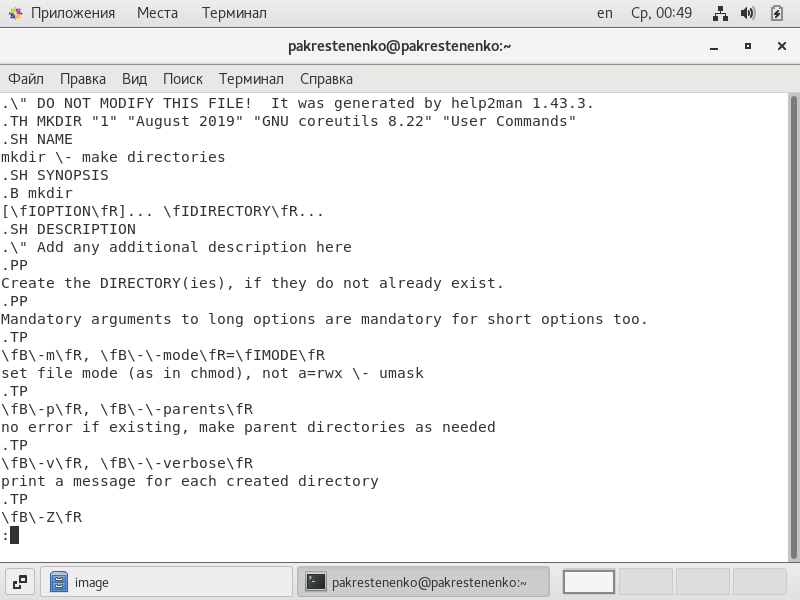 Приложения Места Терминал en Ср, 00:49
pakrestenenko@pakrestenenko:~
Файл Правка Вид Поиск Терминал Справка
.\" DO NOT MODIFY THIS FILE!  It was generated by help2man 1.43.3.
.TH MKDIR "1" "August 2019" "GNU coreutils 8.22" "User Commands"
.SH NAME
mkdir \- make directories
.SH SYNOPSIS
.B mkdir
[\fIOPTION\fR]... \fIDIRECTORY\fR...
.SH DESCRIPTION
.\" Add any additional description here
.PP
Create the DIRECTORY(ies), if they do not already exist.
.PP
Mandatory arguments to long options are mandatory for short options too.
.TP
\fB\-m\fR, \fB\-\-mode\fR=\fIMODE\fR
set file mode (as in chmod), not a=rwx \- umask
.TP
\fB\-p\fR, \fB\-\-parents\fR
no error if existing, make parent directories as needed
.TP
\fB\-v\fR, \fB\-\-verbose\fR
print a message for each created directory
.TP
\fB\-Z\fR
:
image pakrestenenko@pakrestenenko:~